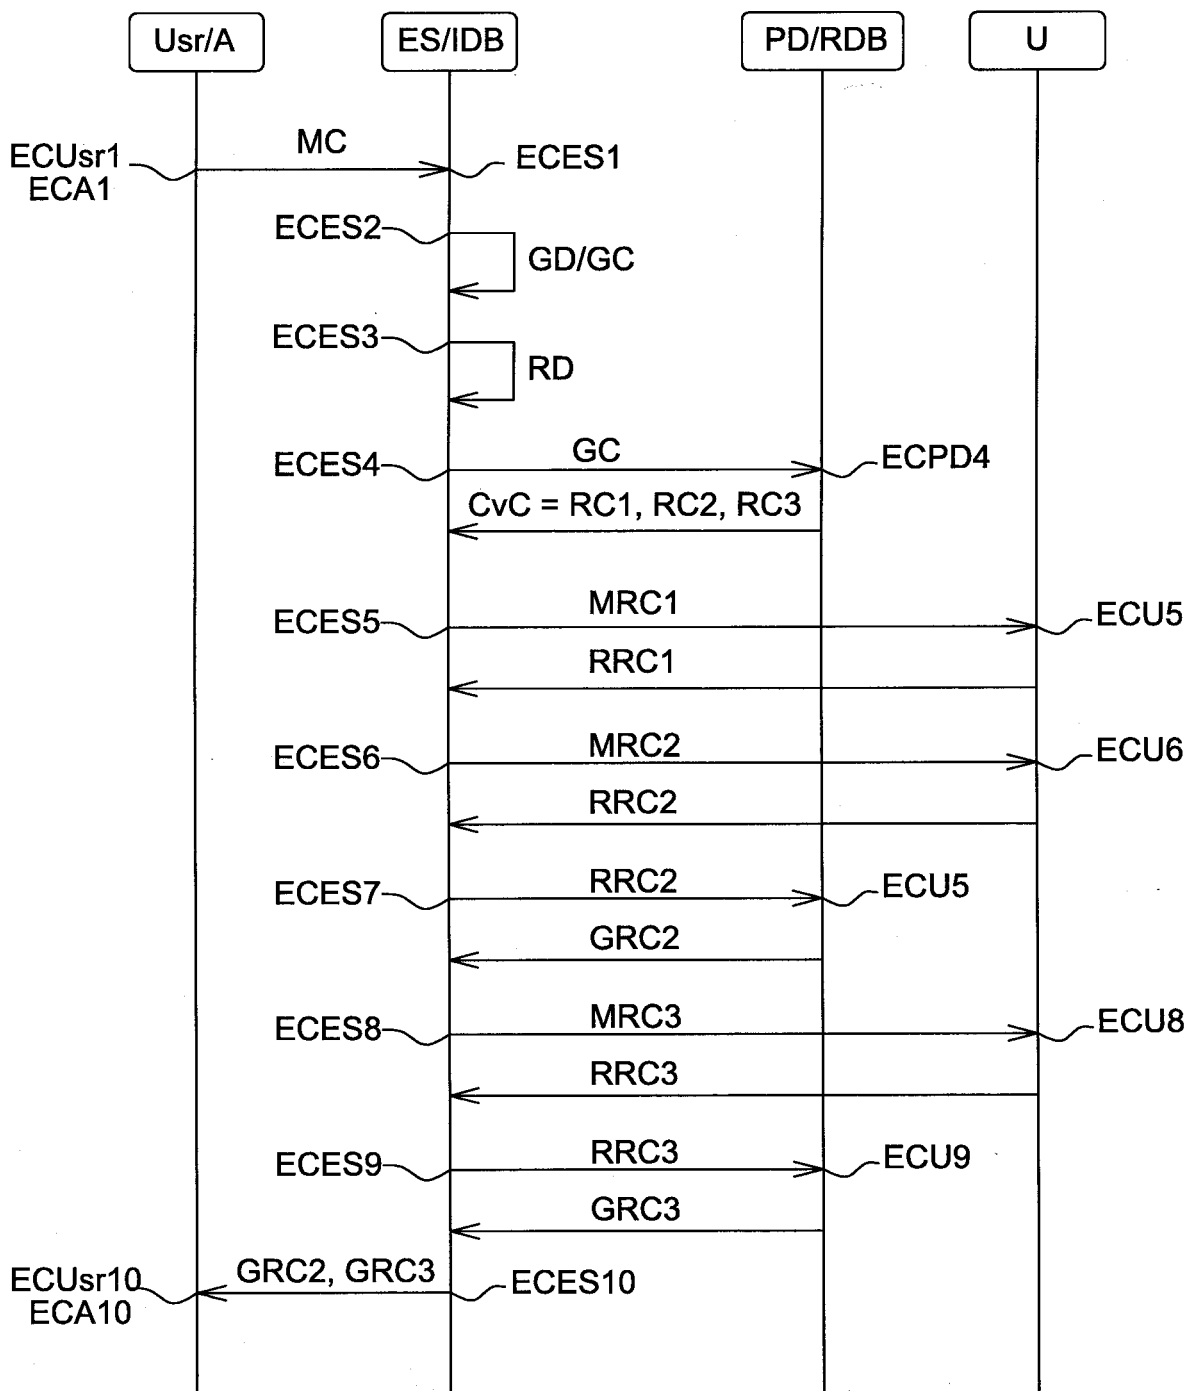 Usr/A
ES/IDB
PD/RDB
U
MC
ECUsr1
ECA1
ECES1
ECES2
GD/GC
ECES3
RD
GC
ECES4
ECPD4
CvC = RC1, RC2, RC3
MRC1
ECES5
ECU5
RRC1
MRC2
ECES6
ECU6
RRC2
RRC2
ECES7
ECU5
GRC2
MRC3
ECES8
ECU8
RRC3
RRC3
ECES9
ECU9
GRC3
GRC2, GRC3
ECUsr10
ECA10
ECES10